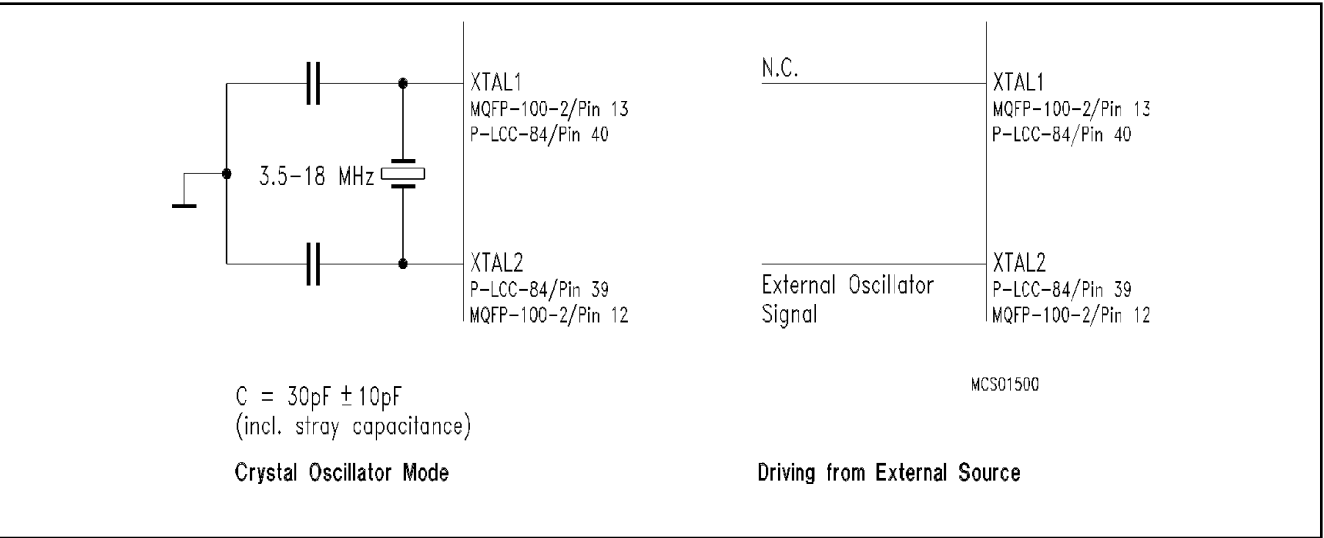 XTAL1
MQFP-100-2/Pin 13
P-LCC-84/Pin 40
3.5-18 MHz
XTAL2
P-LCC-84/Pin 39
MQFP-100-2/Pin 12
C = 30pF ± 10pF
(incl. stray capacitance)
Crystal Oscillator Mode
N.C.
XTAL1
MQFP-100-2/Pin 13
P-LCC-84/Pin 40
External Oscillator
Signal
XTAL2
P-LCC-84/Pin 39
MQFP-100-2/Pin 12
MCS01500
Driving from External Source